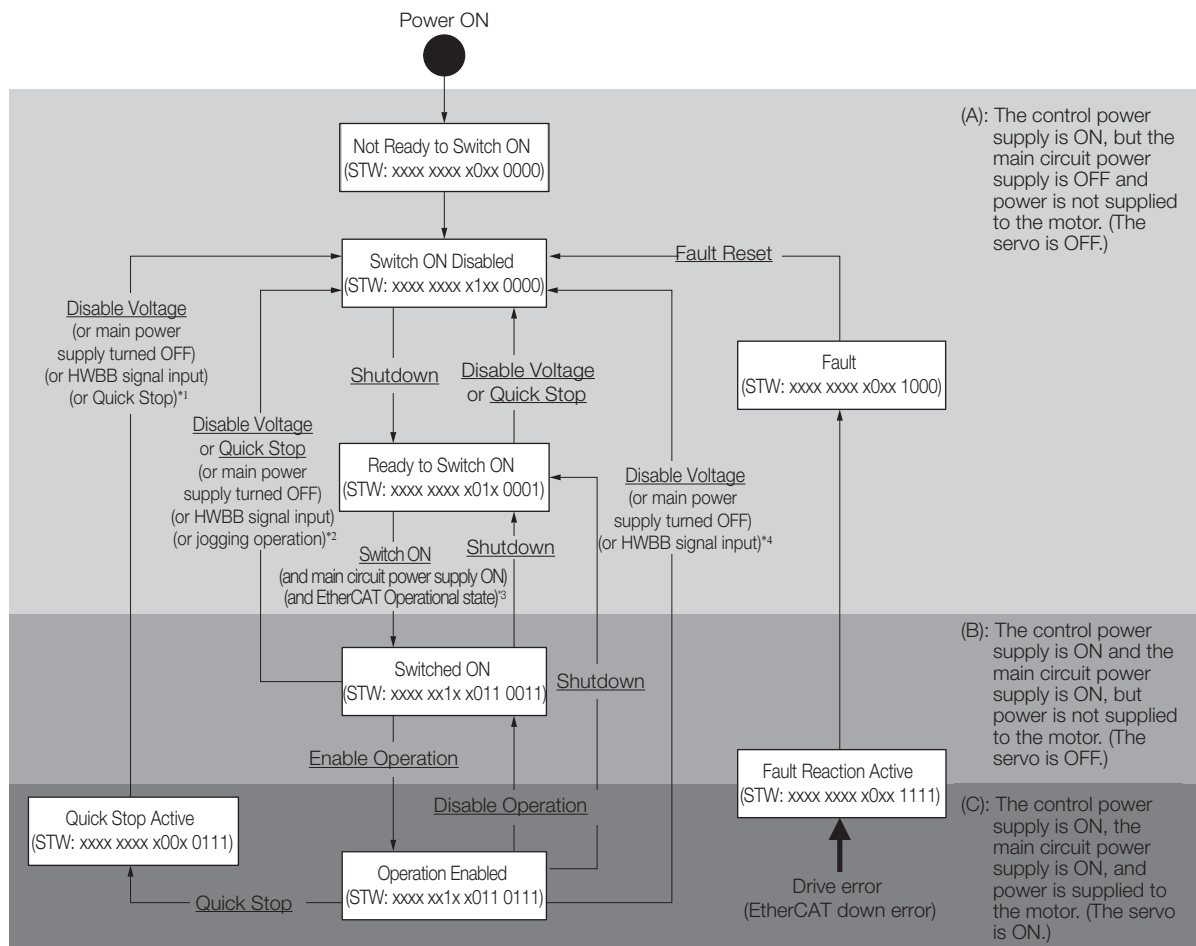 Power ON
Not Ready to Switch ON
(STW: xxxx xxxx x0xx 0000)
(A): The control power
supply is ON, but the
main circuit power
supply is OFF and
power is not supplied
to the motor. (The
servo is OFF.)
Switch ON Disabled
(STW: xxxx xxxx x1xx 0000)
Fault Reset
Disable Voltage
(or main power
supply turned OFF)
(or HWBB signal input)
(or Quick Stop)*1
Shutdown
Disable Voltage
or Quick Stop
Fault
(STW: xxxx xxxx x0xx 1000)
Disable Voltage
or Quick Stop
(or main power
supply turned OFF)
(or HWBB signal input)
(or jogging operation)*2
Ready to Switch ON
(STW: xxxx xxxx x01x 0001)
Disable Voltage
(or main power
supply turned OFF)
(or HWBB signal input)*4
Switch ON
(and main circuit power supply ON)
(and EtherCAT Operational state)*3
Shutdown
Switched ON
(STW: xxxx xx1x x011 0011)
Shutdown
(B): The control power
supply is ON and the
main circuit power
supply is ON, but
power is not supplied
to the motor. (The
servo is OFF.)
Enable Operation
Disable Operation
Fault Reaction Active
(STW: xxxx xxxx x0xx 1111)
Quick Stop Active
(STW: xxxx xxxx x00x 0111)
(C): The control power
supply is ON, the
main circuit power
supply is ON, and
power is supplied to
the motor. (The servo
is ON.)
Operation Enabled
(STW: xxxx xx1x x011 0111)
Quick Stop
Drive error
(EtherCAT down error)